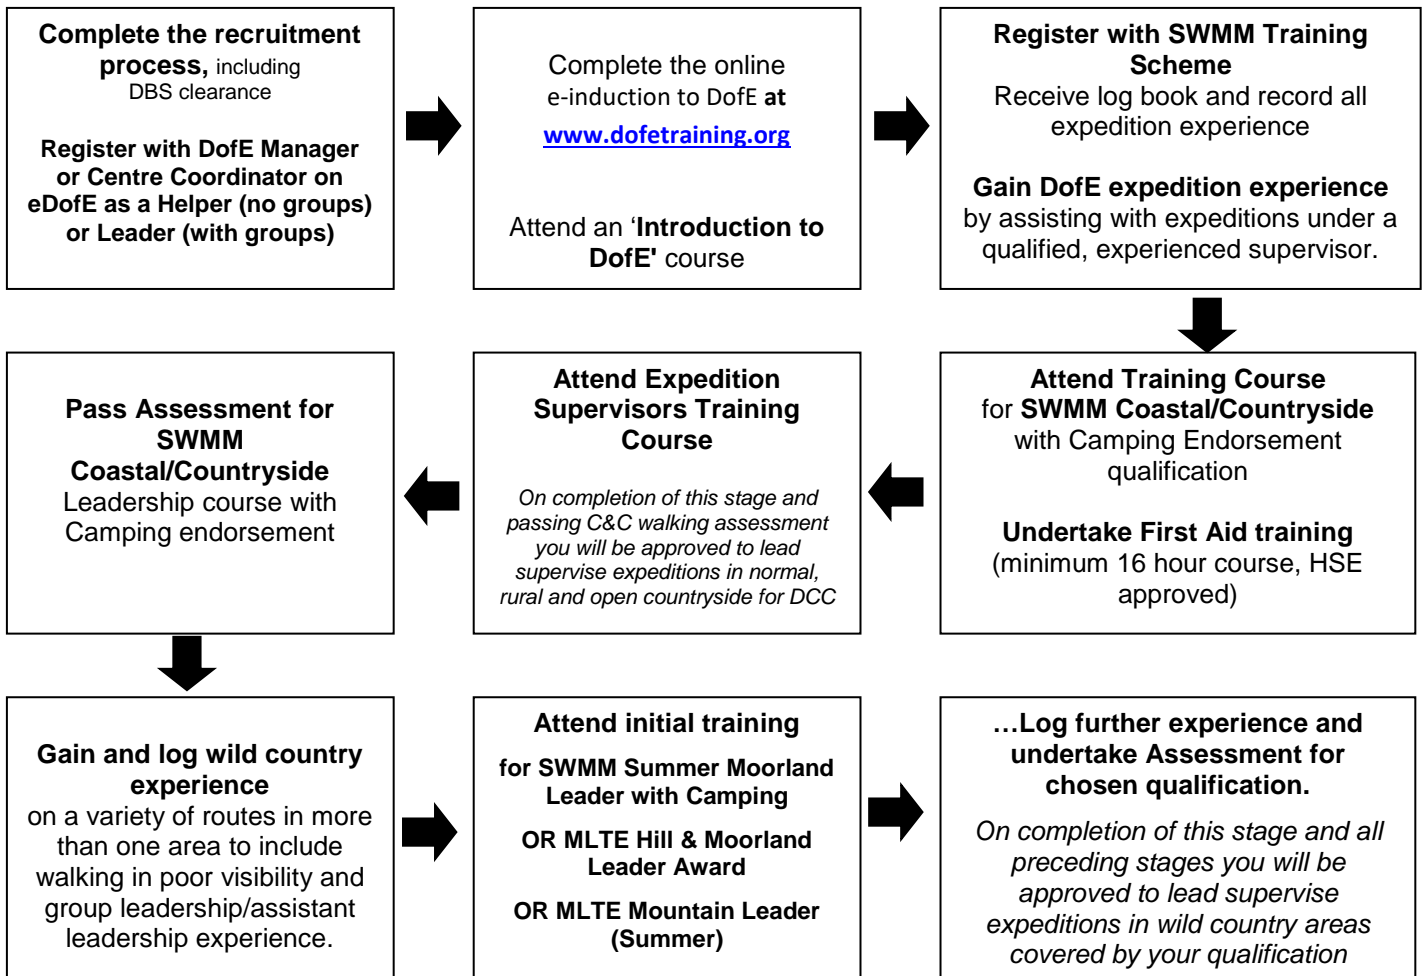 Complete the recruitment
process, including
DBS clearance
Register with DofE Manager
or Centre Coordinator on
eDofE as a Helper (no groups)
or Leader (with groups)
Complete the online
e-induction to DofE at
www.dofetraining.org
Attend an ‘Introduction to
DofE' course
Register with SWMM Training
Scheme
Receive log book and record all
expedition experience
Gain DofE expedition experience
by assisting with expeditions under a
qualified, experienced supervisor.
Attend Training Course
for SWMM Coastal/Countryside
with Camping Endorsement
qualification
Undertake First Aid training
(minimum 16 hour course, HSE
approved)
Attend Expedition
Supervisors Training
Course
On completion of this stage and
passing C&C walking assessment
you will be approved to lead
supervise expeditions in normal,
rural and open countryside for DCC
Pass Assessment for
SWMM
Coastal/Countryside
Leadership course with
Camping endorsement
Gain and log wild country
experience
on a variety of routes in more
than one area to include
walking in poor visibility and
group leadership/assistant
leadership experience.
Attend initial training
for SWMM Summer Moorland
Leader with Camping
OR MLTE Hill & Moorland
Leader Award
OR MLTE Mountain Leader
(Summer)
…Log further experience and
undertake Assessment for
chosen qualification.
On completion of this stage and all
preceding stages you will be
approved to lead supervise
expeditions in wild country areas
covered by your qualification